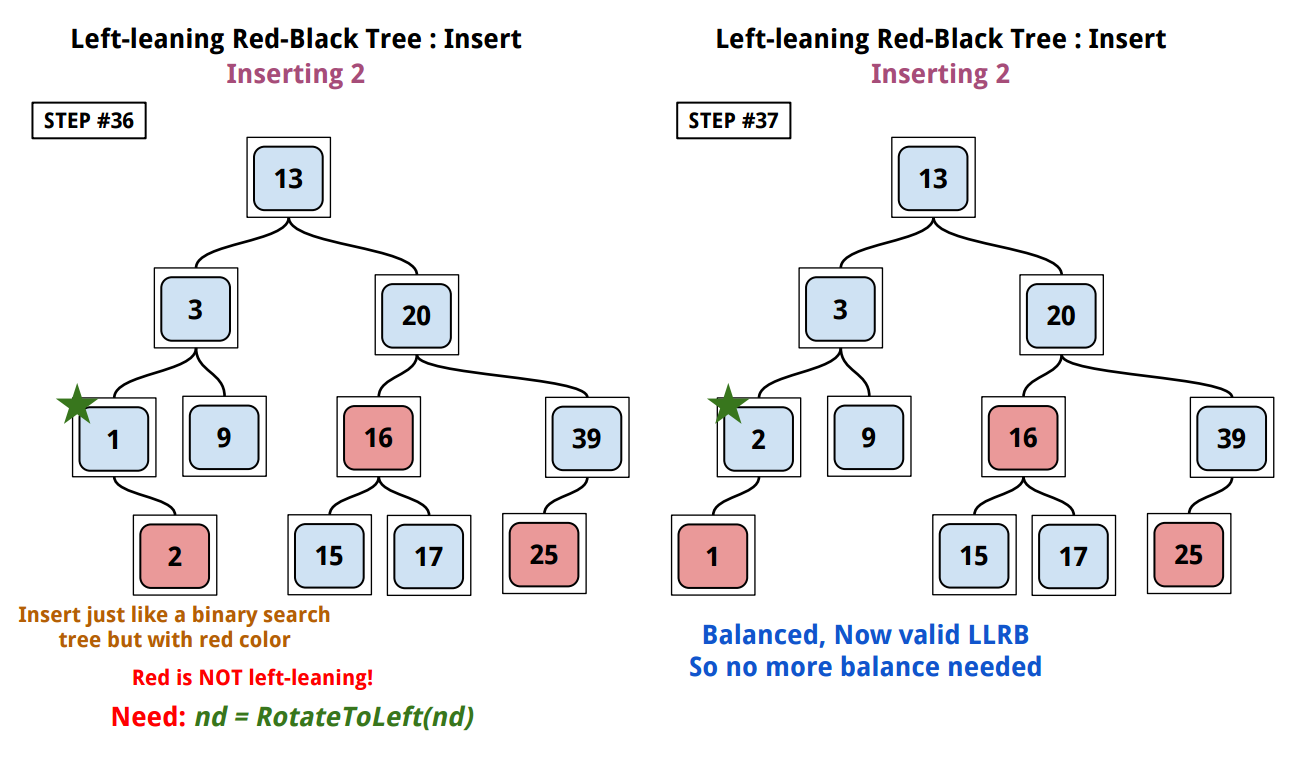 Left-leaning Red-Black Tree : Insert
Inserting 2
STEP #36
13
3
20
1
9
16
39
2
15
17
25
Insert just like a binary search
tree but with red color
Red is NOT left-leaning!
Need: nd = RotateToLeft(nd)
Left-leaning Red-Black Tree : Insert
Inserting 2
STEP #37
13
3
20
2
9
16
39
1
15
17
25
Balanced, Now valid LLRB
So no more balance needed